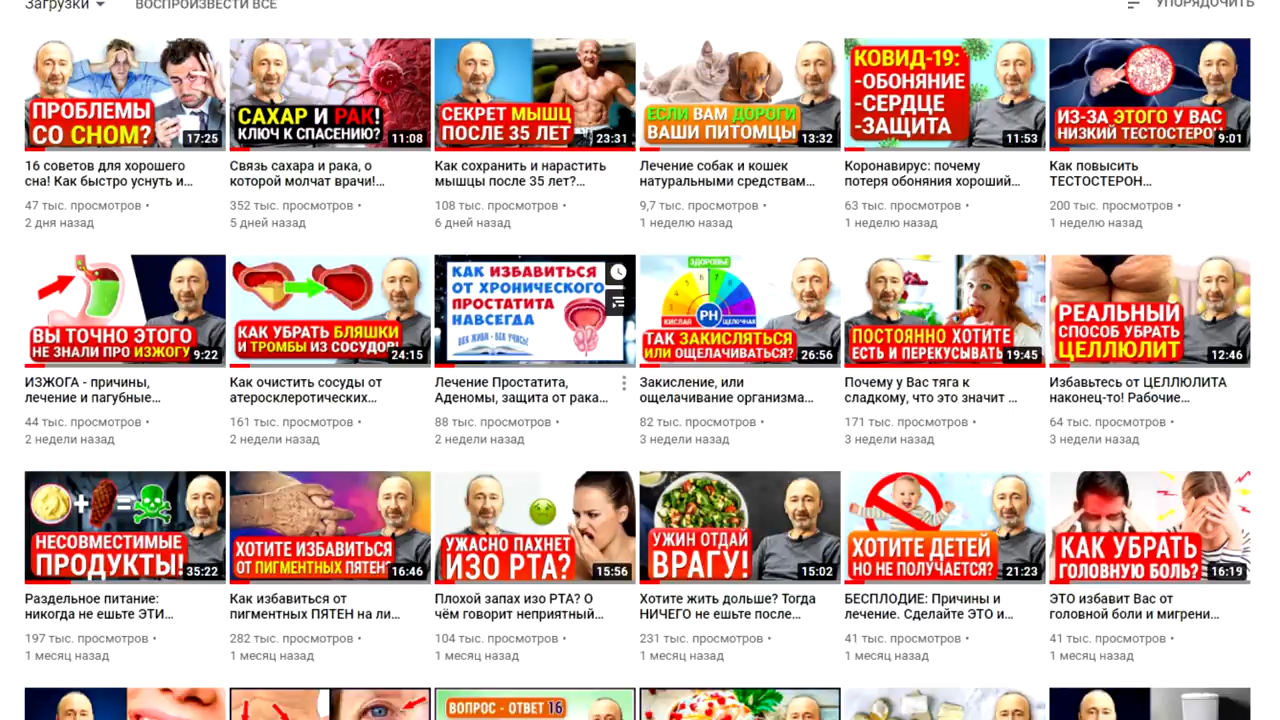 Загрузки
ВОСПРОИЗВЕСТИ ВСЕ
УПОРЯДОЧИТЬ
ПРОБЛЕМЫ
СО СНОМ?
17:25
16 советов для хорошего
сна! Как быстро уснуть и...
47 тыс. просмотров •
2 дня назад
САХАР И РАК!
КЛЮЧ К СПАСЕНИЮ?
11:08
Связь сахара и рака, о
которой молчат врачи!...
352 тыс. просмотров •
5 дней назад
СЕКРЕТ МЫШЦ
ПОСЛЕ 35 ЛЕТ
23:31
Как сохранить и нарастить
мышцы после 35 лет?...
108 тыс. просмотров •
6 дней назад
ЕСЛИ ВАМ ДОРОГИ
ВАШИ ПИТОМЦЫ
13:32
Лечение собак и кошек
натуральными средствам...
9,7 тыс. просмотров •
1 неделю назад
КОВИД-19:
-ОБОНЯНИЕ
-СЕРДЦЕ
-ЗАЩИТА
11:53
Коронавирус: почему
потеря обоняния хороший...
63 тыс. просмотров •
1 неделю назад
ИЗ-ЗА ЭТОГО У ВАС
НИЗКИЙ ТЕСТОСТЕРО
9:01
Как повысить
ТЕСТОСТЕРОН...
200 тыс. просмотров •
1 неделю назад
ВЫ ТОЧНО ЭТОГО
НЕ ЗНАЛИ ПРО ИЗЖОГУ
9:22
ИЗЖОГА - причины,
лечение и пагубные...
44 тыс. просмотров •
2 недели назад
КАК УБРАТЬ БЛЯШКИ
И ТРОМБЫ ИЗ СОСУДОВ
24:15
Как очистить сосуды от
атеросклеротических...
161 тыс. просмотров •
2 недели назад
КАК ИЗБАВИТЬСЯ
ОТ ХРОНИЧЕСКОГО
ПРОСТАТИТА
НАВСЕГДА
ВЕК ЖИВИ - ВЕК УЧИСЬ!
Лечение Простатита,
Аденомы, защита от рака...
88 тыс. просмотров •
2 недели назад
ЗДОРОВЬЕ
4 5 6 7 8
PH
КИСЛАЯ
ЩЕЛОЧНАЯ
ТАК ЗАКИСЛЯТЬСЯ
ИЛИ ОЩЕЛАЧИВАТЬСЯ?
26:56
Закисление, или
ощелачивание организма...
82 тыс. просмотров •
3 недели назад
ПОСТОЯННО ХОТИТЕ
ЕСТЬ И ПЕРЕКУСЫВАТЬ
19:45
Почему у Вас тяга к
сладкому, что это значит ...
171 тыс. просмотров •
3 недели назад
РЕАЛЬНЫЙ
СПОСОБ УБРАТЬ
ЦЕЛЛЮЛИТ
12:46
Избавьтесь от ЦЕЛЛЮЛИТА
наконец-то! Рабочие...
64 тыс. просмотров •
3 недели назад
НЕСОВМЕСТИМЫЕ
ПРОДУКТЫ!
35:22
Раздельное питание:
никогда не ешьте ЭТИ...
197 тыс. просмотров •
1 месяц назад
ХОТИТЕ ИЗБАВИТЬСЯ
ОТ ПИГМЕНТНЫХ ПЯТЕН
16:46
Как избавиться от
пигментных ПЯТЕН на ли...
282 тыс. просмотров •
1 месяц назад
УЖАСНО ПАХНЕТ
ИЗО РТА?
15:56
Плохой запах изо РТА? О
чём говорит неприятный...
104 тыс. просмотров •
1 месяц назад
УЖИН ОТДАЙ
ВРАГУ!
15:02
Хотите жить дольше? Тогда
НИЧЕГО не ешьте после...
231 тыс. просмотров •
1 месяц назад
ХОТИТЕ ДЕТЕЙ
НО НЕ ПОЛУЧАЕТСЯ?
21:23
БЕСПЛОДИЕ: Причины и
лечение. Сделайте ЭТО и...
41 тыс. просмотров •
1 месяц назад
КАК УБРАТЬ
ГОЛОВНУЮ БОЛЬ?
16:19
ЭТО избавит Вас от
головной боли и мигрени...
41 тыс. просмотров •
1 месяц назад
ВОПРОС - ОТВЕТ 16